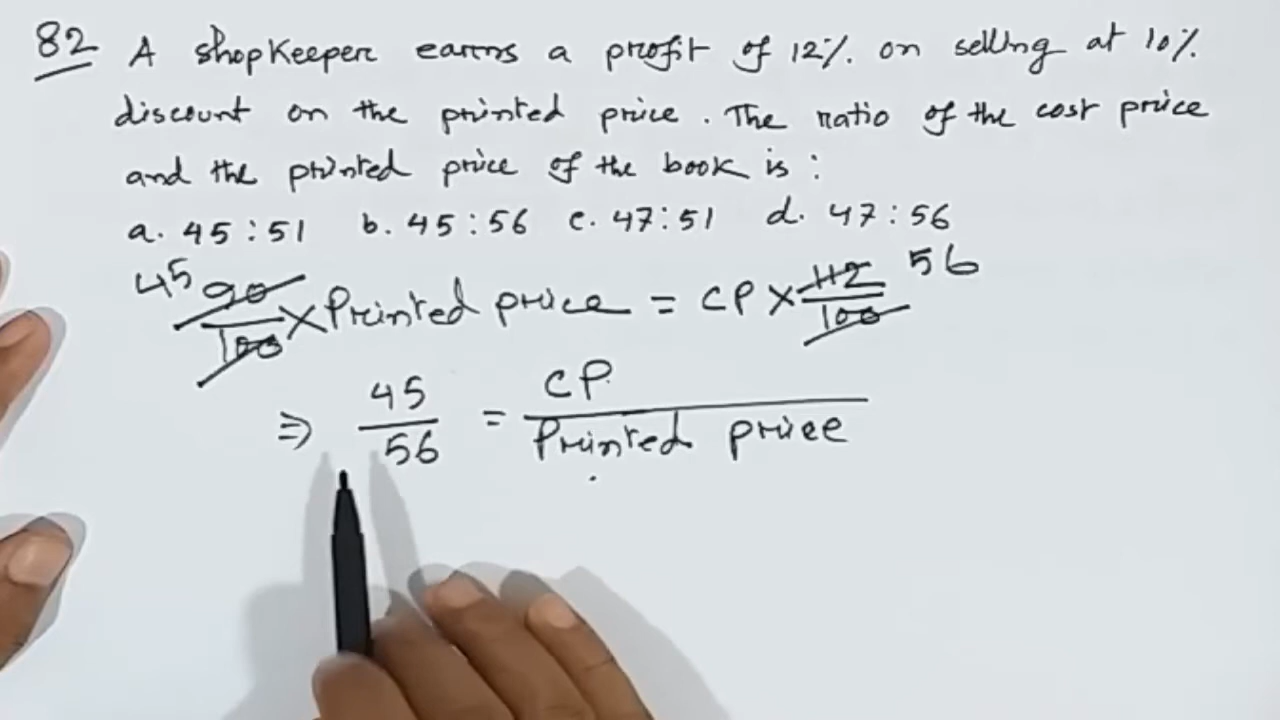 82 A shopkeeper earns a profit of 12% on selling at 10%
discount on the printed price. The ratio of the cost price
and the printed price of the book is :
a. 45:51 b. 45:56 c. 47:51 d. 47:56
45 90/100 × Printed price = CP × 112/100 56
⇒ 45/56 = CP/Printed price